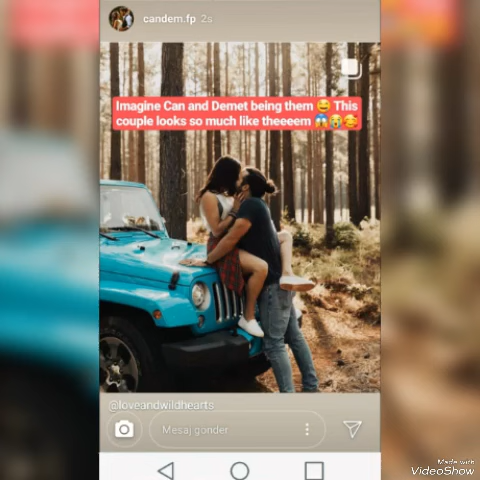 candem.fp 2s
Imagine Can and Demet being them 😂 This
couple looks so much like theeeem 😱😭🥰
@loveandwildhearts
Mesaj gönder
Made with
VideoShow